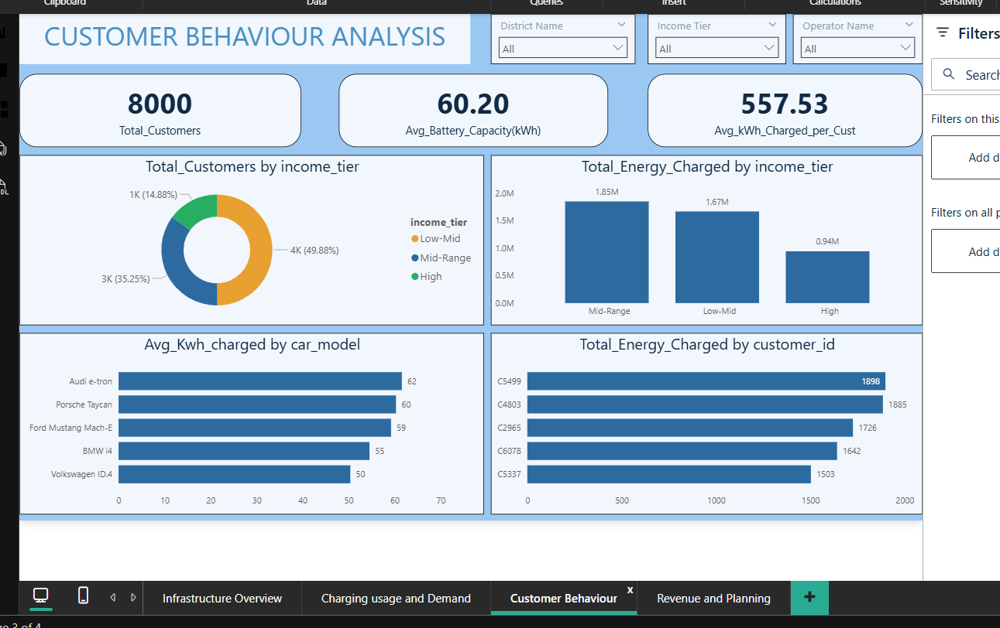 Clipboard
Data
Queries
Insert
Calculations
Sensitivity
CUSTOMER BEHAVIOUR ANALYSIS
District Name
All
Income Tier
All
Operator Name
All
Filters
Search
8000
Total_Customers
60.20
Avg_Battery_Capacity(kWh)
557.53
Avg_kWh_Charged_per_Cust
Filters on this
Add d
Filters on all p
Add d
Total_Customers by income_tier
1K (14.88%)
4K (49.88%)
3K (35.25%)
income_tier
Low-Mid
Mid-Range
High
Total_Energy_Charged by income_tier
2.0M
1.5M
1.0M
0.5M
0.0M
1.85M
1.67M
0.94M
Mid-Range
Low-Mid
High
Avg_Kwh_charged by car_model
Audi e-tron 62
Porsche Taycan 60
Ford Mustang Mach-E 59
BMW i4 55
Volkswagen ID.4 50
0 10 20 30 40 50 60 70
Total_Energy_Charged by customer_id
C5499 1898
C4803 1885
C2965 1726
C6078 1642
C5337 1503
0 500 1000 1500 2000
Infrastructure Overview
Charging usage and Demand
Customer Behaviour
x
Revenue and Planning
+
3 of 4